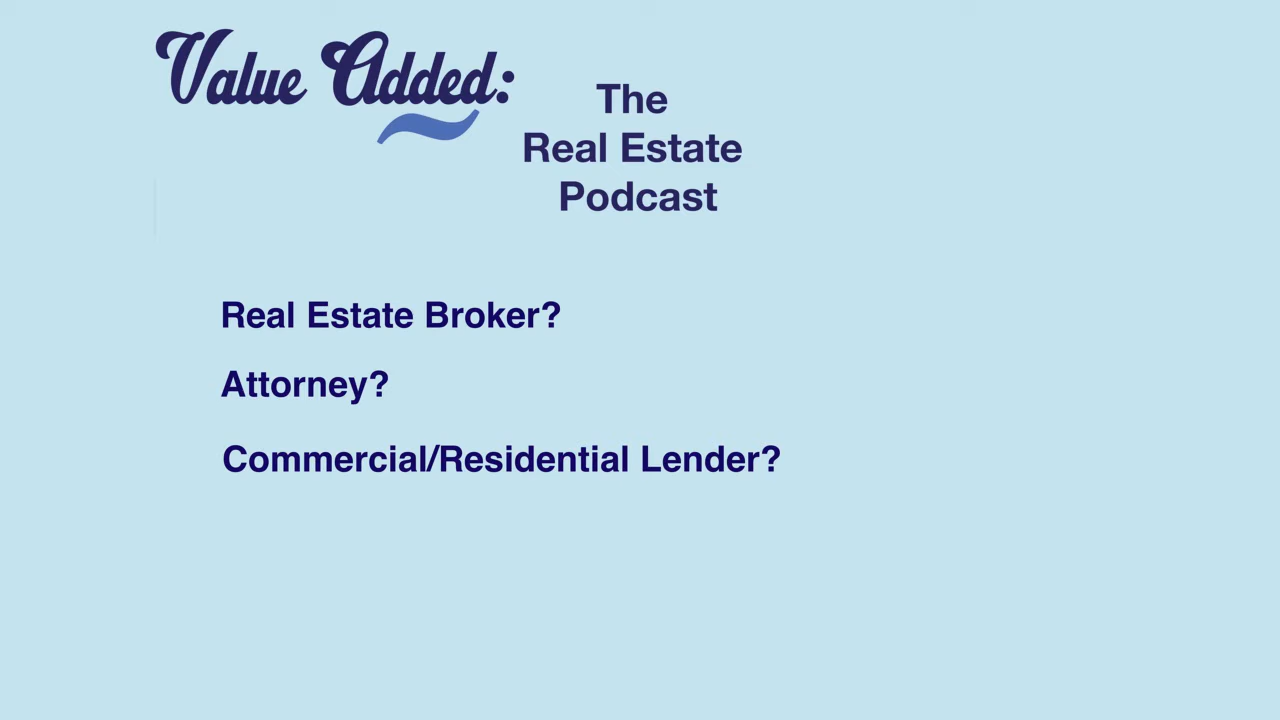 Value Added:
The
Real Estate
Podcast
Real Estate Broker?
Attorney?
Commercial/Residential Lender?